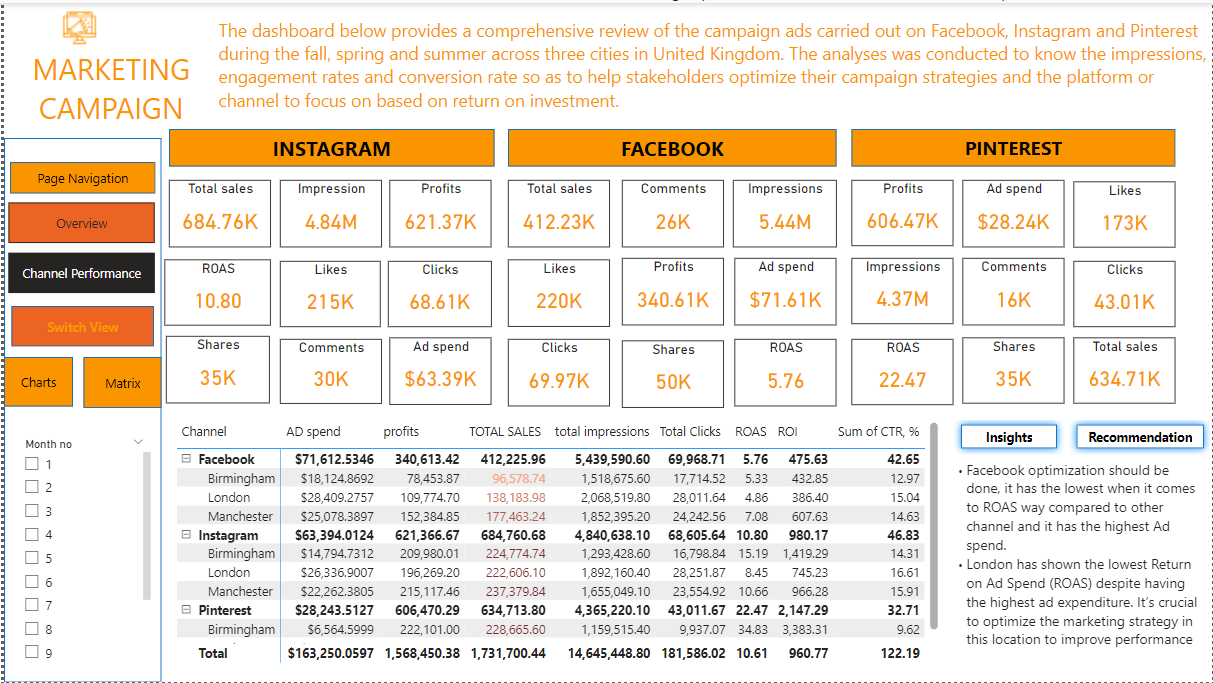 The dashboard below provides a comprehensive review of the campaign ads carried out on Facebook, Instagram and Pinterest
during the fall, spring and summer across three cities in United Kingdom. The analyses was conducted to know the impressions,
engagement rates and conversion rate so as to help stakeholders optimize their campaign strategies and the platform or
channel to focus on based on return on investment.
MARKETING
CAMPAIGN
Page Navigation
Overview
Channel Performance
Switch View
Charts Matrix
Month no
1
2
3
4
5
6
7
8
9
INSTAGRAM
Total sales Impression Profits
684.76K 4.84M 621.37K
ROAS Likes Clicks
10.80 215K 68.61K
Shares Comments Ad spend
35K 30K $63.39K
FACEBOOK
Total sales Comments Impressions
412.23K 26K 5.44M
Likes Profits Ad spend
220K 340.61K $71.61K
Clicks Shares ROAS
69.97K 50K 5.76
PINTEREST
Profits Ad spend Likes
606.47K $28.24K 173K
Impressions Comments Clicks
4.37M 16K 43.01K
ROAS Shares Total sales
22.47 35K 634.71K
Channel AD spend profits TOTAL SALES total impressions Total Clicks ROAS ROI Sum of CTR, %
Facebook $71,612.5346 340,613.42 412,225.96 5,439,590.60 69,968.71 5.76 475.63 42.65
Birmingham $18,124.8692 78,453.87 96,578.74 1,518,675.60 17,714.52 5.33 432.85 12.97
London $28,409.2757 109,774.70 138,183.98 2,068,519.80 28,011.64 4.86 386.40 15.04
Manchester $25,078.3897 152,384.85 177,463.24 1,852,395.20 24,242.56 7.08 607.63 14.63
Instagram $63,394.0124 621,366.67 684,760.68 4,840,638.10 68,605.64 10.80 980.17 46.83
Birmingham $14,794.7312 209,980.01 224,774.74 1,293,428.60 16,798.84 15.19 1,419.29 14.31
London $26,336.9007 196,269.20 222,606.10 1,892,160.40 28,251.87 8.45 745.23 16.61
Manchester $22,262.3805 215,117.46 237,379.84 1,655,049.10 23,554.92 10.66 966.28 15.91
Pinterest $28,243.5127 606,470.29 634,713.80 4,365,220.10 43,011.67 22.47 2,147.29 32.71
Birmingham $6,564.5999 222,101.00 228,665.60 1,159,515.40 9,937.07 34.83 3,383.31 9.62
Total $163,250.0597 1,568,450.38 1,731,700.44 14,645,448.80 181,586.02 10.61 960.77 122.19
Insights Recommendation
• Facebook optimization should be
done, it has the lowest when it comes
to ROAS way compared to other
channel and it has the highest Ad
spend.
• London has shown the lowest Return
on Ad Spend (ROAS) despite having
the highest ad expenditure. It's crucial
to optimize the marketing strategy in
this location to improve performance